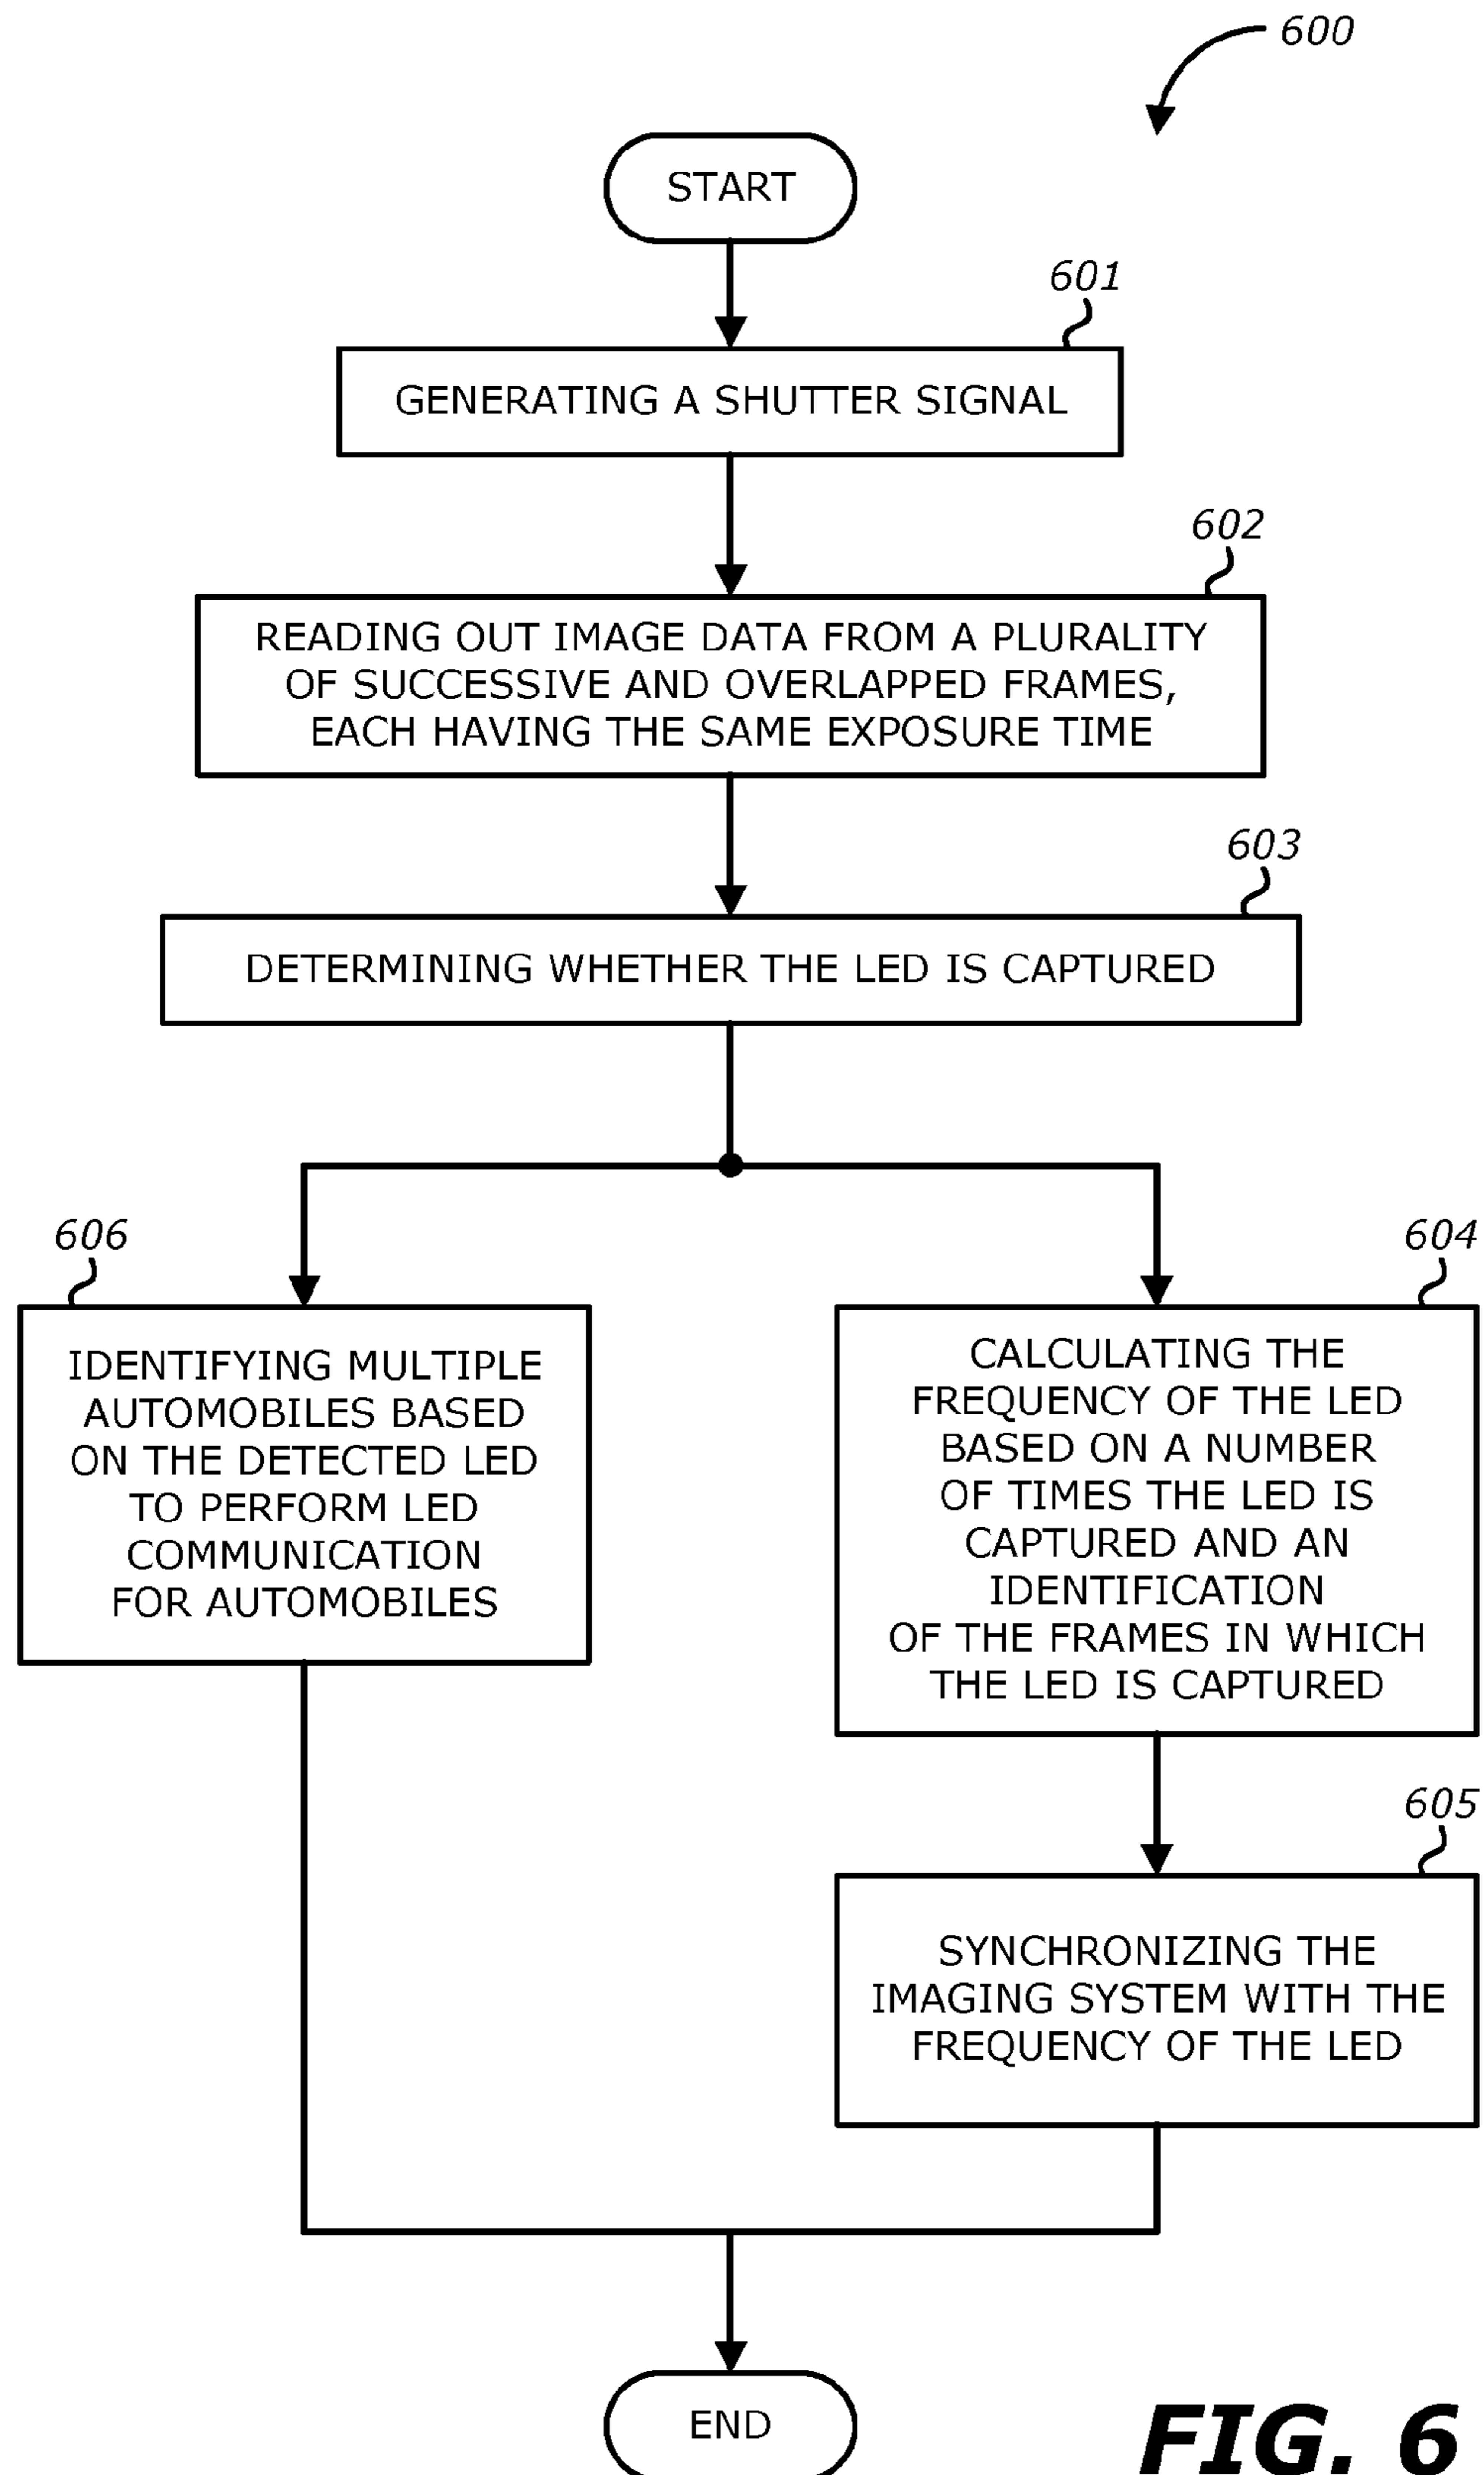 600
START
601
GENERATING A SHUTTER SIGNAL
602
READING OUT IMAGE DATA FROM A PLURALITY
OF SUCCESSIVE AND OVERLAPPED FRAMES,
EACH HAVING THE SAME EXPOSURE TIME
603
DETERMINING WHETHER THE LED IS CAPTURED
606
IDENTIFYING MULTIPLE
AUTOMOBILES BASED
ON THE DETECTED LED
TO PERFORM LED
COMMUNICATION
FOR AUTOMOBILES
604
CALCULATING THE
FREQUENCY OF THE LED
BASED ON A NUMBER
OF TIMES THE LED IS
CAPTURED AND AN
IDENTIFICATION
OF THE FRAMES IN WHICH
THE LED IS CAPTURED
605
SYNCHRONIZING THE
IMAGING SYSTEM WITH THE
FREQUENCY OF THE LED
END
FIG. 6